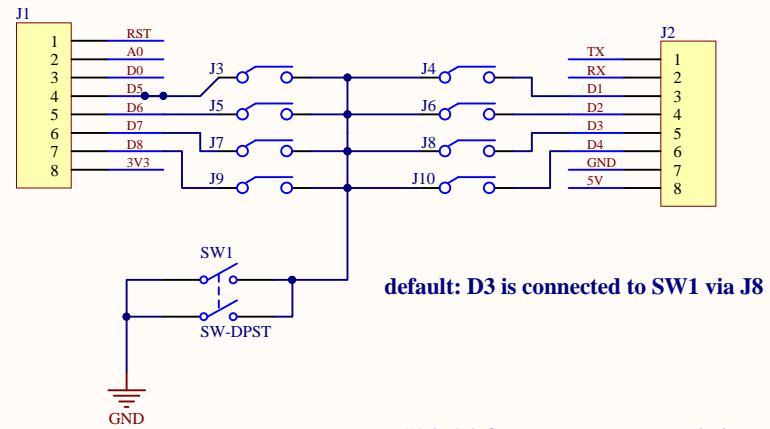 J1
1 RST
2 A0
3 D0
4 D5
5 D6
6 D7
7 D8
8 3V3
J3
J5
J7
J9
J4
J6
J8
J10
J2
TX 1
RX 2
D1 3
D2 4
D3 5
D4 6
GND 7
5V 8
SW1
SW-DPST
default: D3 is connected to SW1 via J8
GND